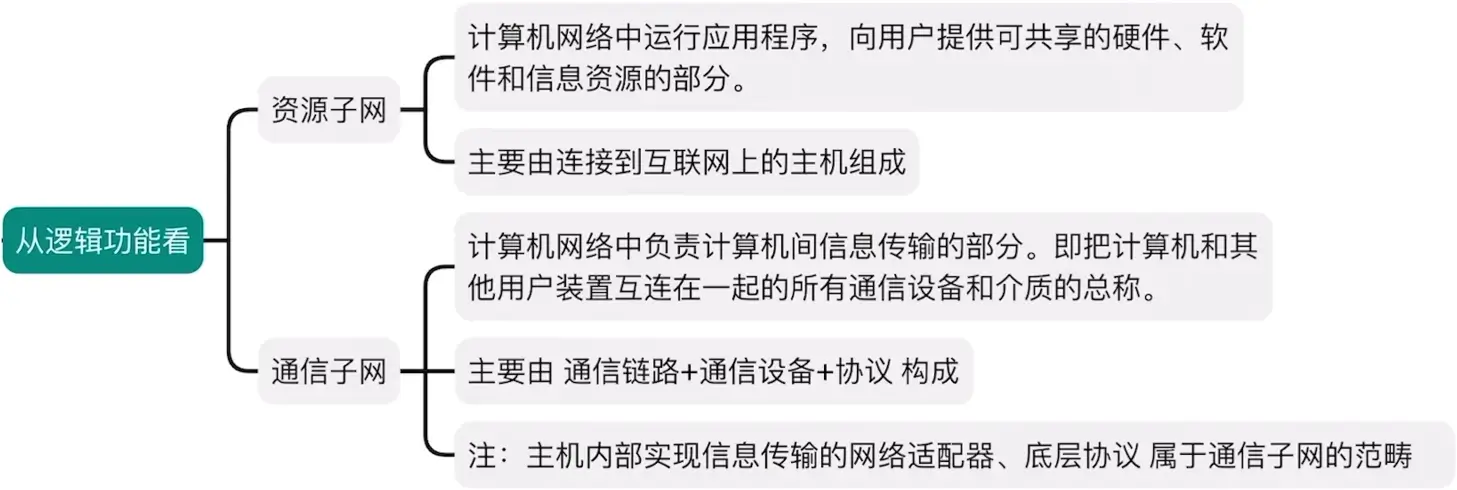 从逻辑功能看
资源子网
计算机网络中运行应用程序，向用户提供可共享的硬件、软
件和信息资源的部分。
主要由连接到互联网上的主机组成
通信子网
计算机网络中负责计算机间信息传输的部分。即把计算机和其
他用户装置互连在一起的所有通信设备和介质的总称。
主要由 通信链路+通信设备+协议 构成
注：主机内部实现信息传输的网络适配器、底层协议 属于通信子网的范畴